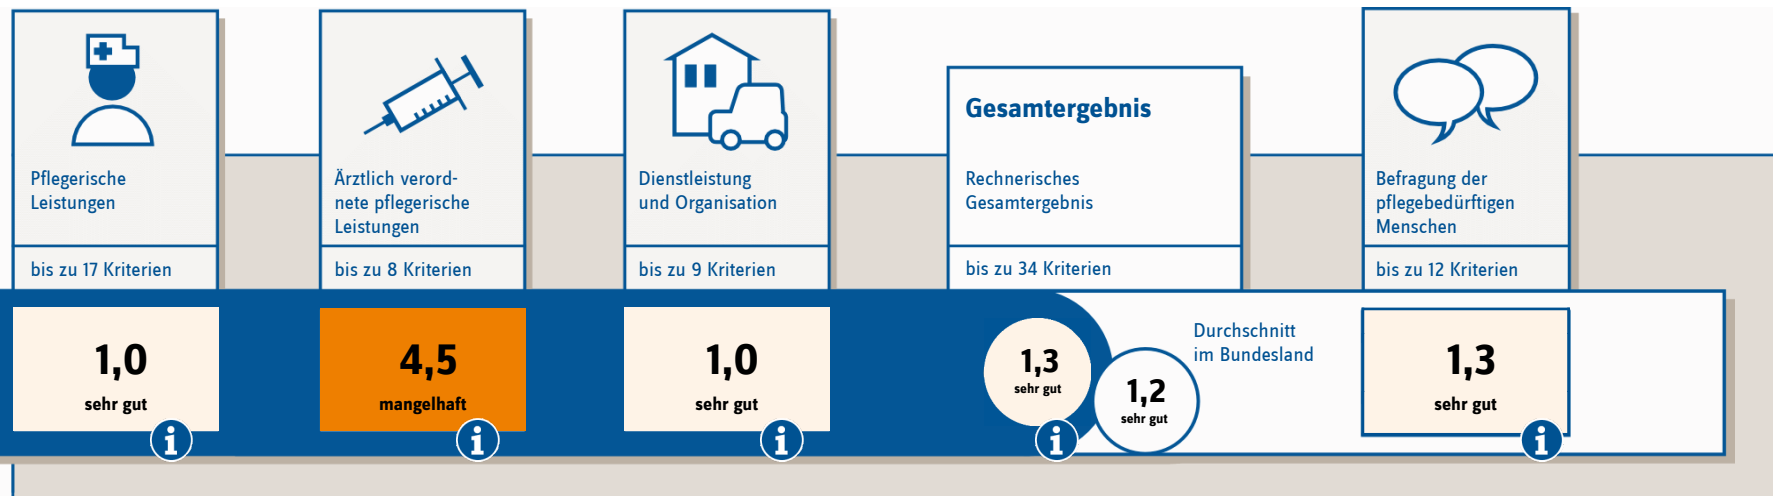 Pflegerische
Leistungen
bis zu 17 Kriterien
1,0
sehr gut
i
Ärztlich verord-
nete pflegerische
Leistungen
bis zu 8 Kriterien
4,5
mangelhaft
i
Dienstleistung
und Organisation
bis zu 9 Kriterien
1,0
sehr gut
i
Gesamtergebnis
Rechnerisches
Gesamtergebnis
bis zu 34 Kriterien
1,3
sehr gut
i
1,2
sehr gut
Durchschnitt
im Bundesland
Befragung der
pflegebedürftigen
Menschen
bis zu 12 Kriterien
1,3
sehr gut
i